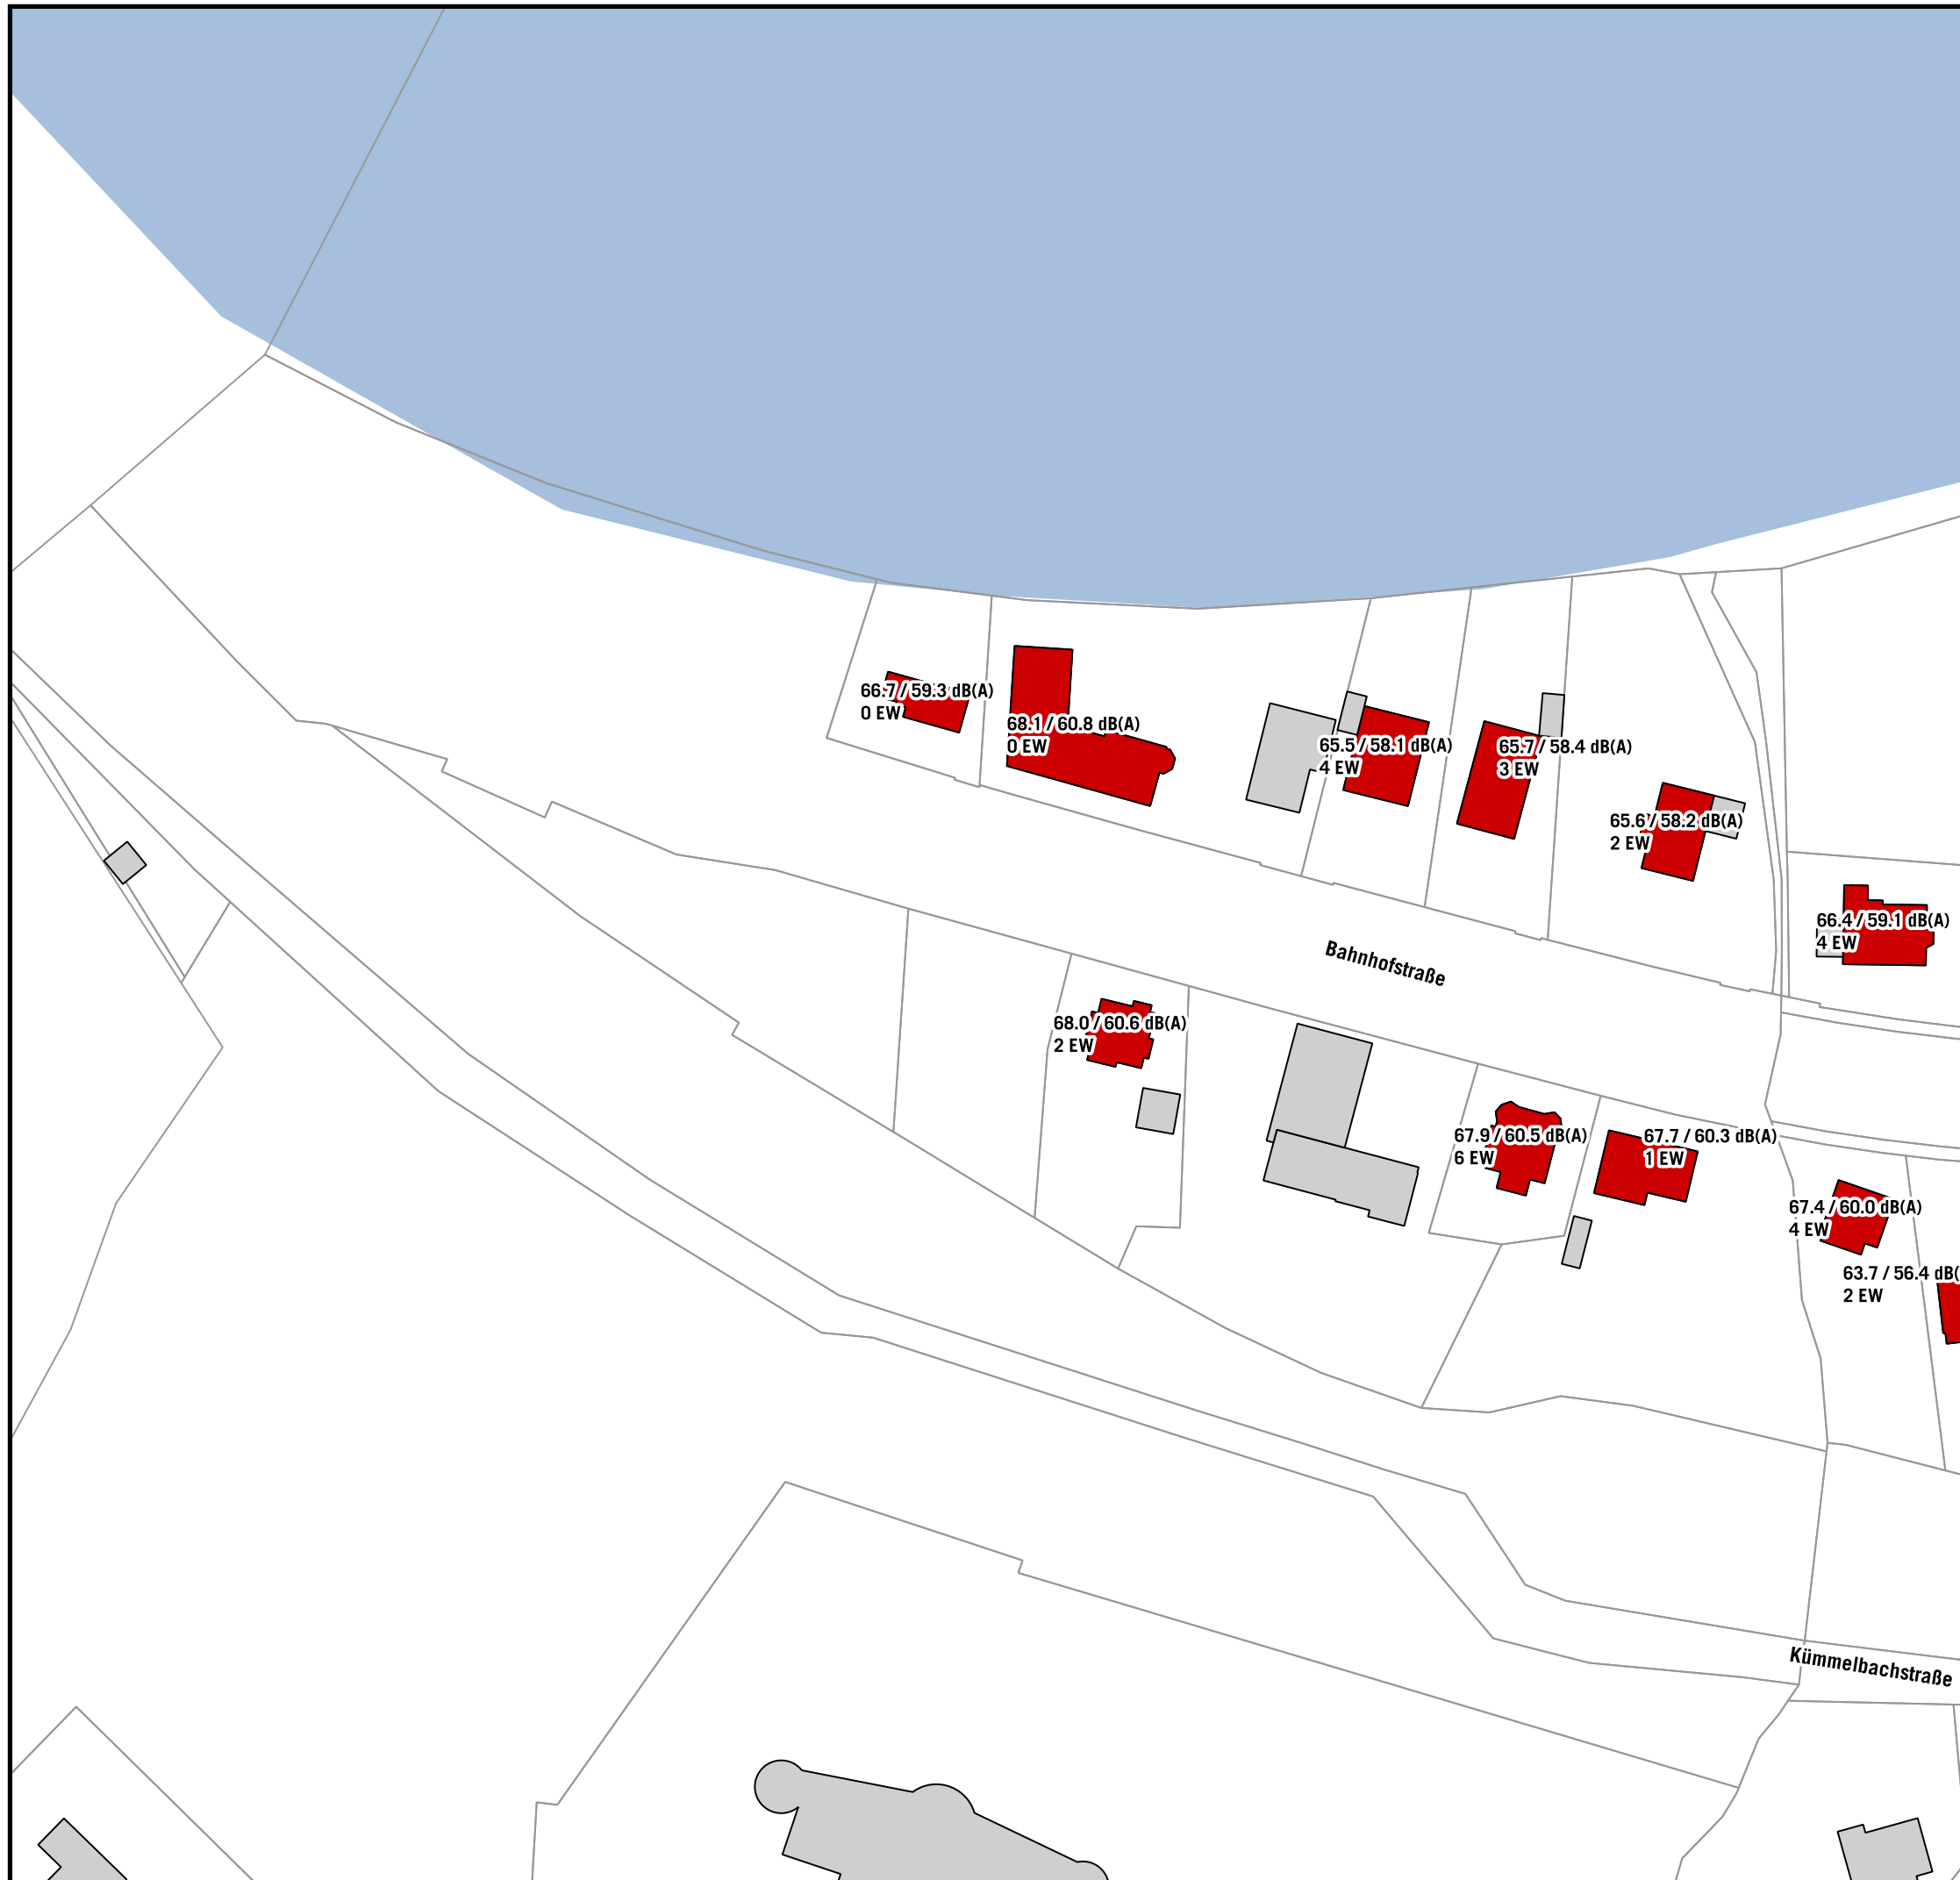 66.7 / 59.3 dB(A)
0 EW
68.1 / 60.8 dB(A)
0 EW
65.5 / 58.1 dB(A)
4 EW
65.7 / 58.4 dB(A)
3 EW
65.6 / 58.2 dB(A)
2 EW
66.4 / 59.1 dB(A)
4 EW
Bahnhofstraße
68.0 / 60.6 dB(A)
2 EW
67.9 / 60.5 dB(A)
6 EW
67.7 / 60.3 dB(A)
1 EW
67.4 / 60.0 dB(A)
4 EW
63.7 / 56.4 dB(
2 EW
Kümmelbachstraße